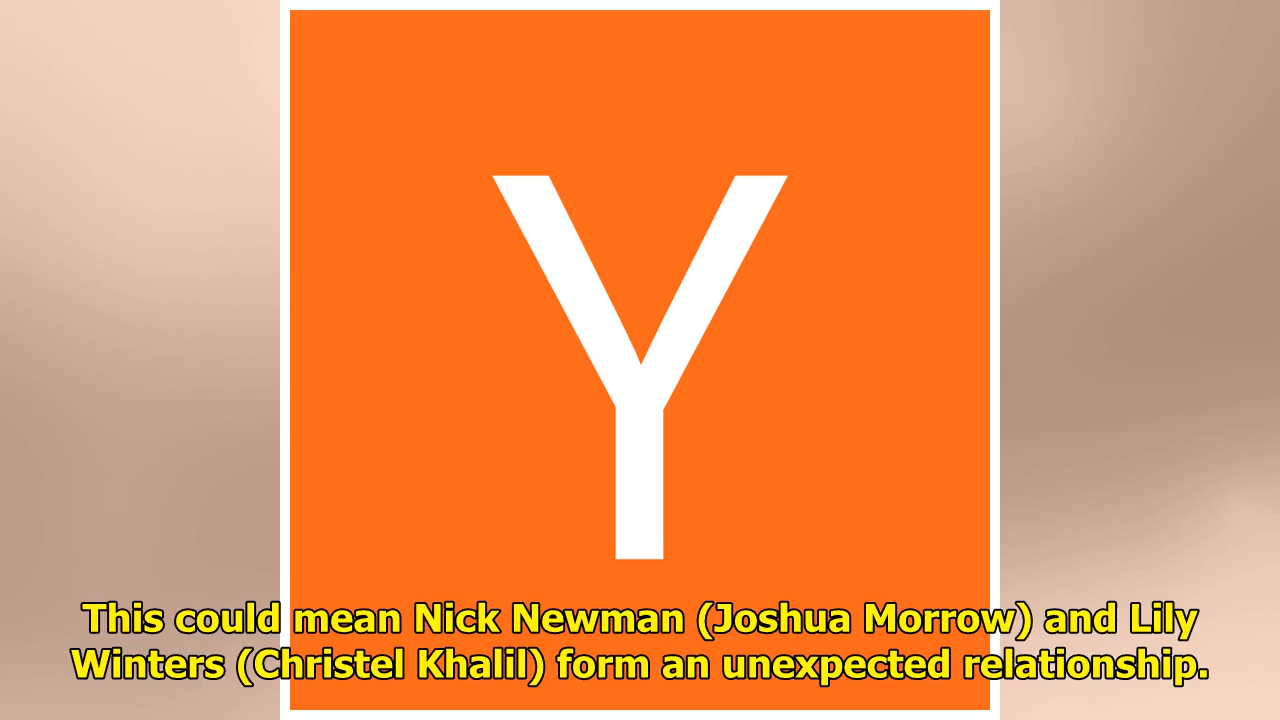 Y
This could mean Nick Newman (Joshua Morrow) and Lily
Winters (Christel Khalil) form an unexpected relationship.